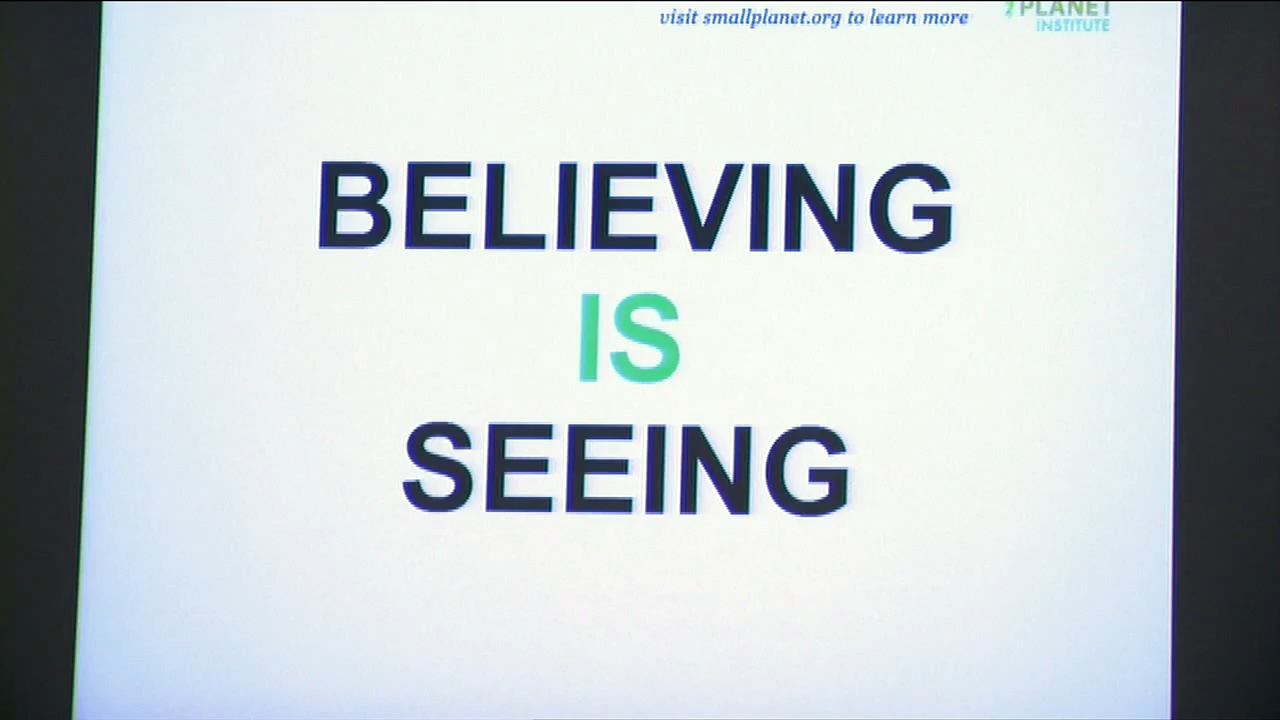 visit smallplanet.org to learn more
PLANET
INSTITUTE
BELIEVING
IS
SEEING